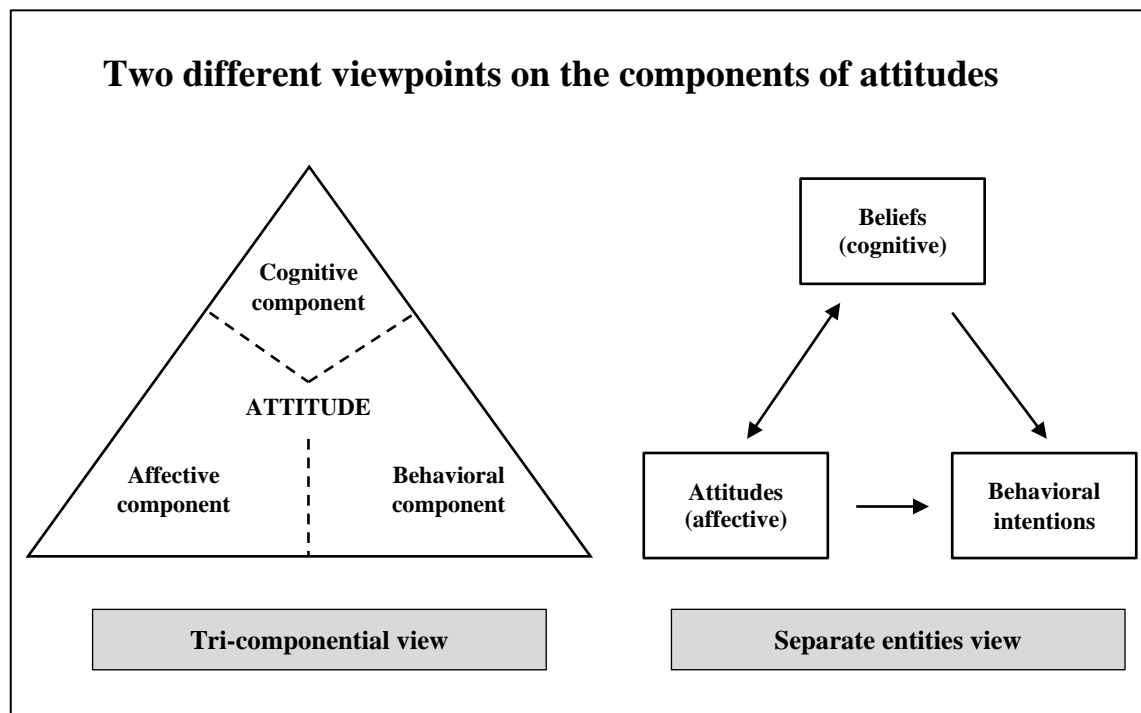 Two different viewpoints on the components of attitudes
Cognitive
component
ATTITUDE
Affective
component
Behavioral
component
Tri-componential view
Beliefs
(cognitive)
Attitudes
(affective)
Behavioral
intentions
Separate entities view